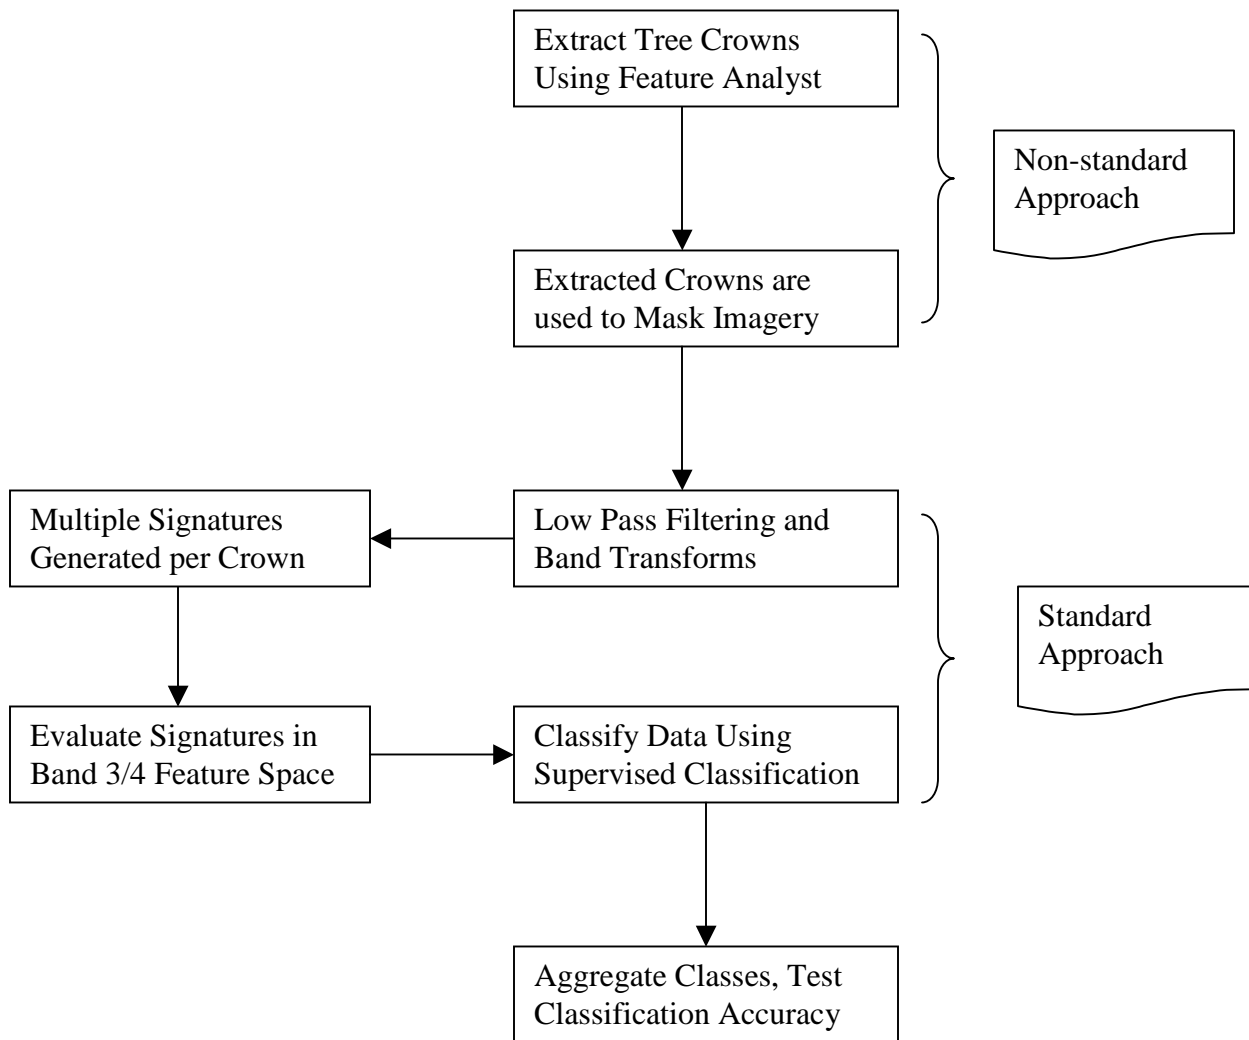 Extract Tree Crowns
Using Feature Analyst
Non-standard
Approach
Extracted Crowns are
used to Mask Imagery
Multiple Signatures
Generated per Crown
Low Pass Filtering and
Band Transforms
Standard
Approach
Evaluate Signatures in
Band 3/4 Feature Space
Classify Data Using
Supervised Classification
Aggregate Classes, Test
Classification Accuracy